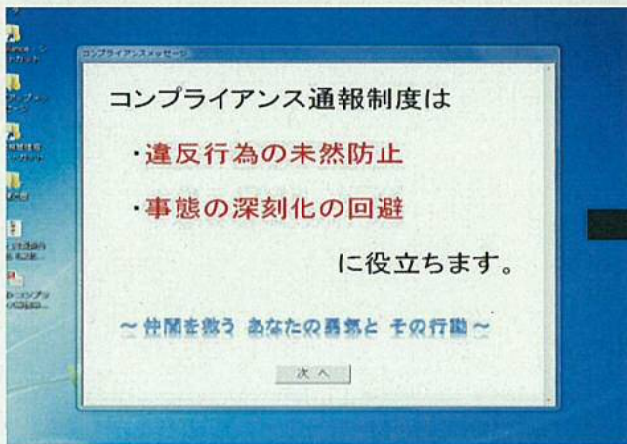 コンプライアンスメッセージ
コンプライアンス通報制度は
・違反行為の未然防止
・事態の深刻化の回避
に役立ちます。
～仲間を救う あなたの勇気と その行動～
次へ